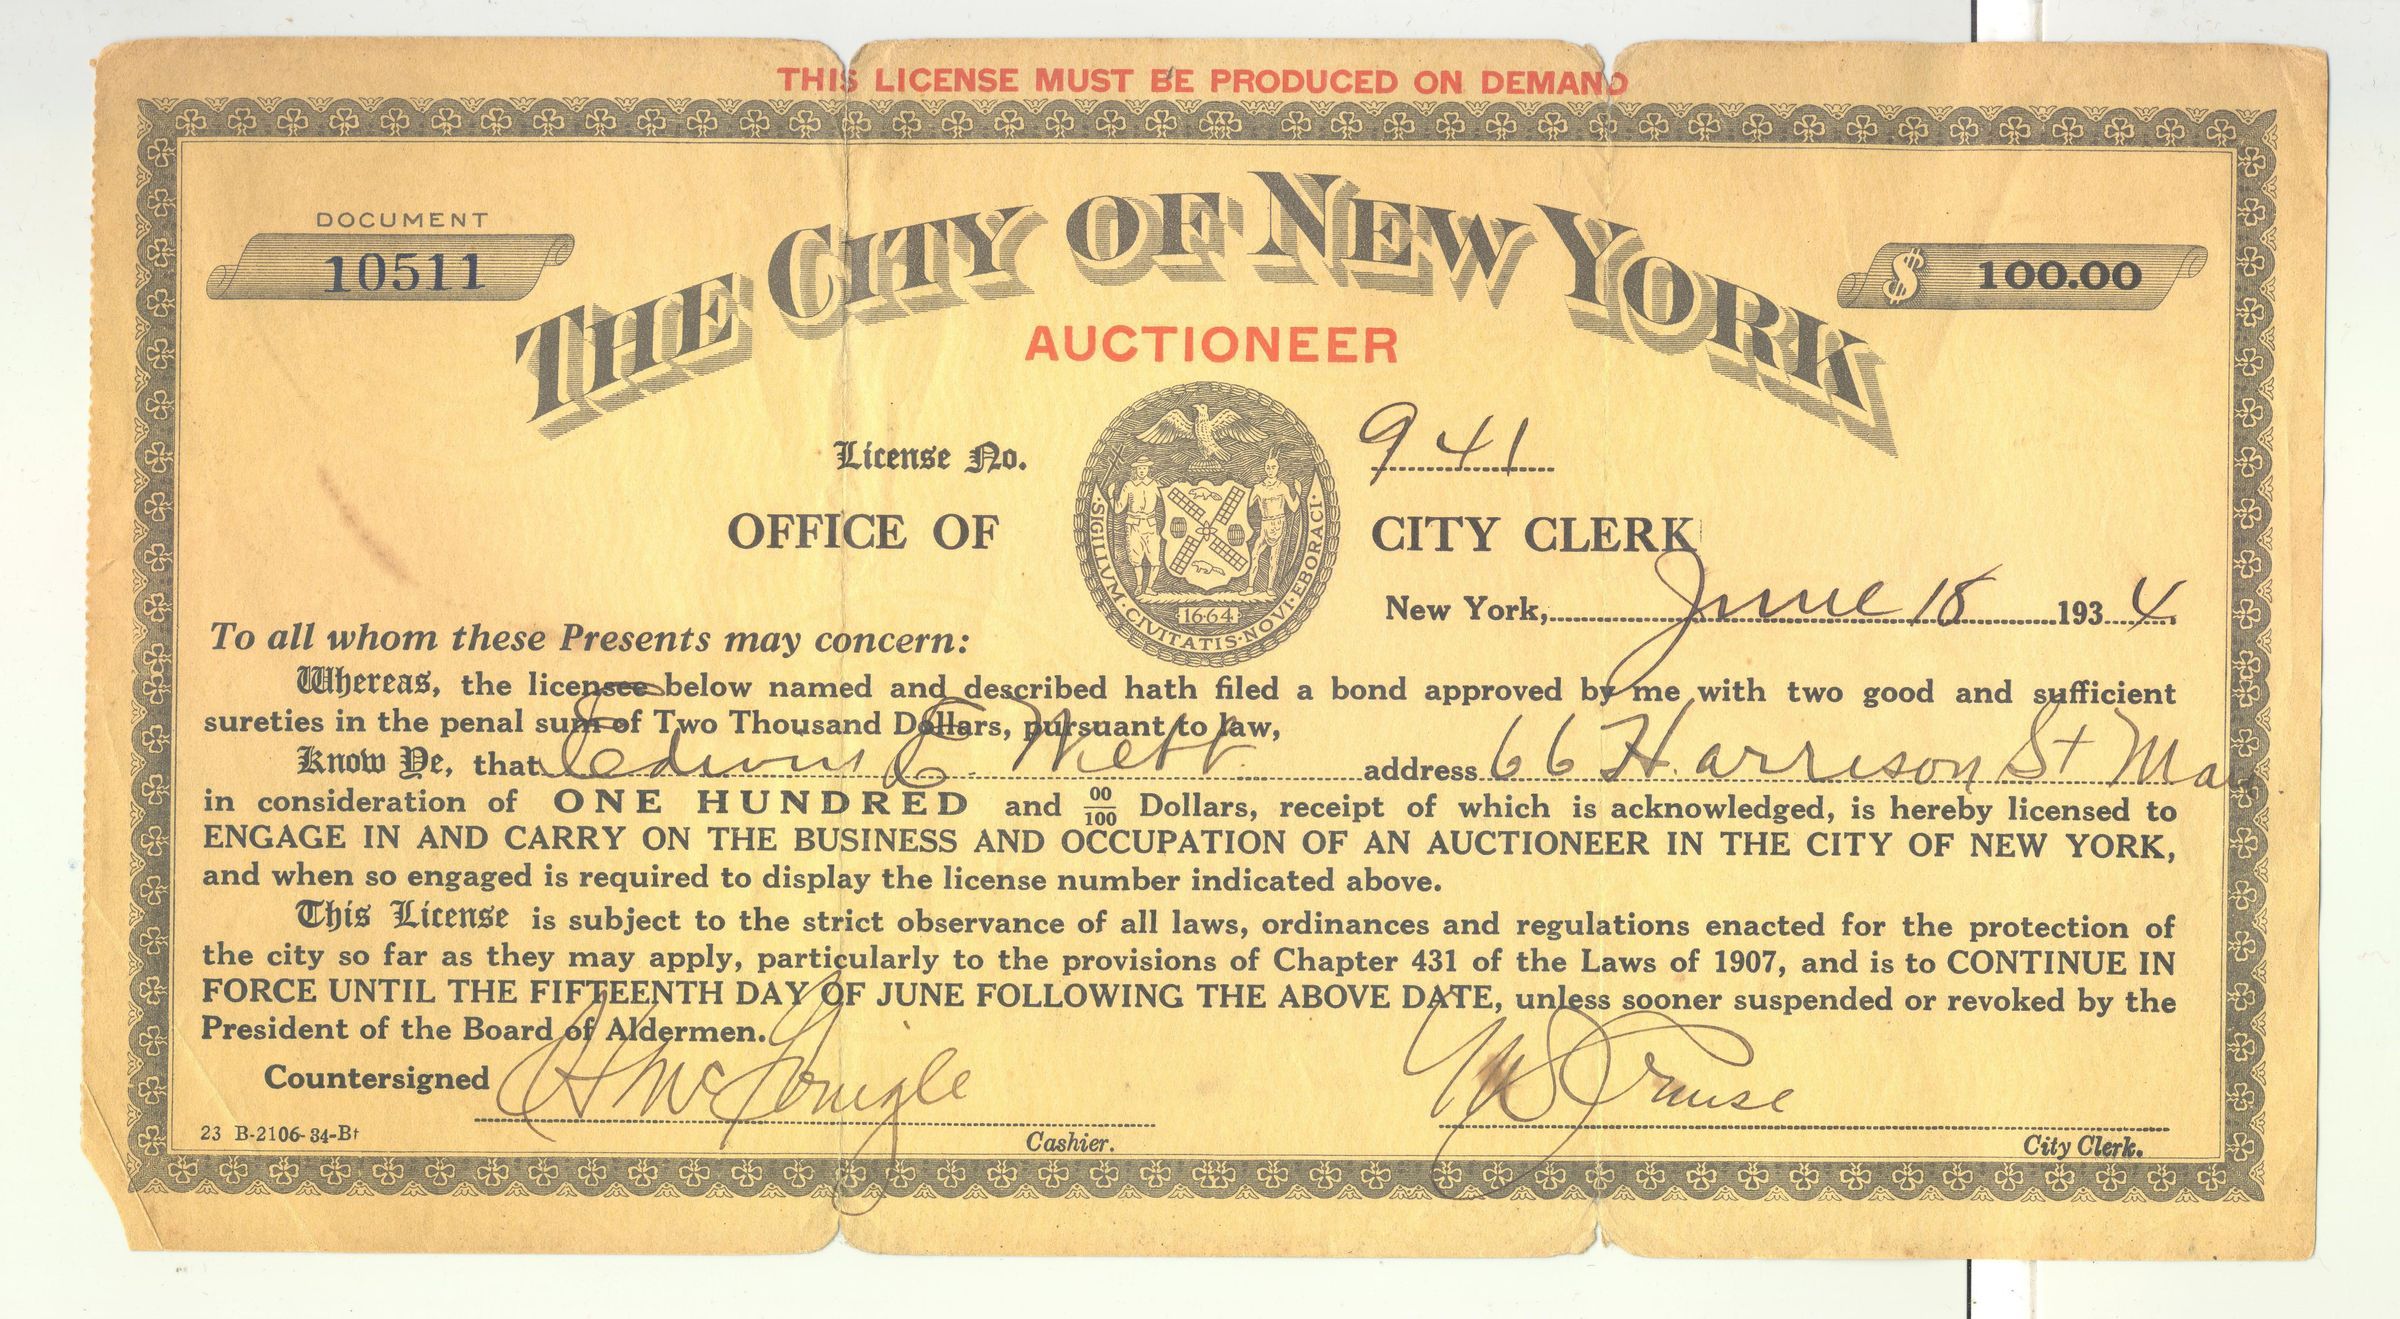 THIS LICENSE MUST BE PRODUCED ON DEMAND
DOCUMENT
10511
THE CITY OF NEW YORK
$ 100.00
AUCTIONEER
License No. 941
OFFICE OF CITY CLERK
SIGILLVM·CIVITATIS·NOVI·EBORACI
1664
New York, June 18 1934
To all whom these Presents may concern:
Whereas, the licensee below named and described hath filed a bond approved by me with two good and sufficient
sureties in the penal sum of Two Thousand Dollars, pursuant to law,
Know Ye, that Edwin E. Webb address 66 Harrison St Man
in consideration of ONE HUNDRED and 00/100 Dollars, receipt of which is acknowledged, is hereby licensed to
ENGAGE IN AND CARRY ON THE BUSINESS AND OCCUPATION OF AN AUCTIONEER IN THE CITY OF NEW YORK,
and when so engaged is required to display the license number indicated above.
This License is subject to the strict observance of all laws, ordinances and regulations enacted for the protection of
the city so far as they may apply, particularly to the provisions of Chapter 431 of the Laws of 1907, and is to CONTINUE IN
FORCE UNTIL THE FIFTEENTH DAY OF JUNE FOLLOWING THE ABOVE DATE, unless sooner suspended or revoked by the
President of the Board of Aldermen.
Countersigned
Cashier.
City Clerk.
23 B-2106-34-Bt